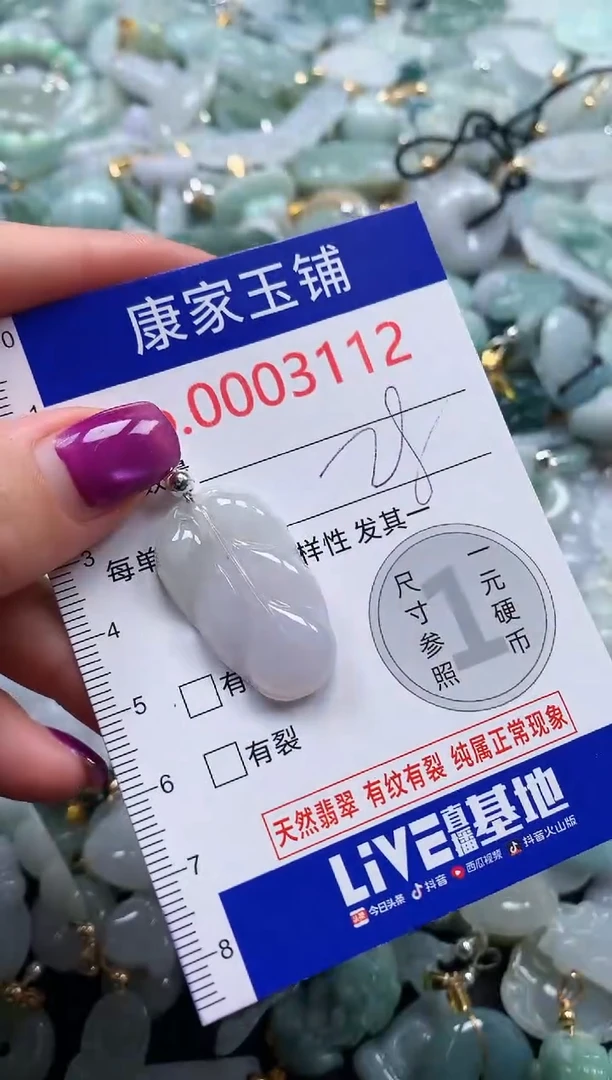 康家玉铺
.0003112
样性 发其一
每单
尺寸参照
一元硬币
1
有
有裂
天然翡翠 有纹有裂 纯属正常现象
LiVE直播基地
今日头条 抖音 西瓜视频 抖音火山版
0
1
3
4
5
6
7
8